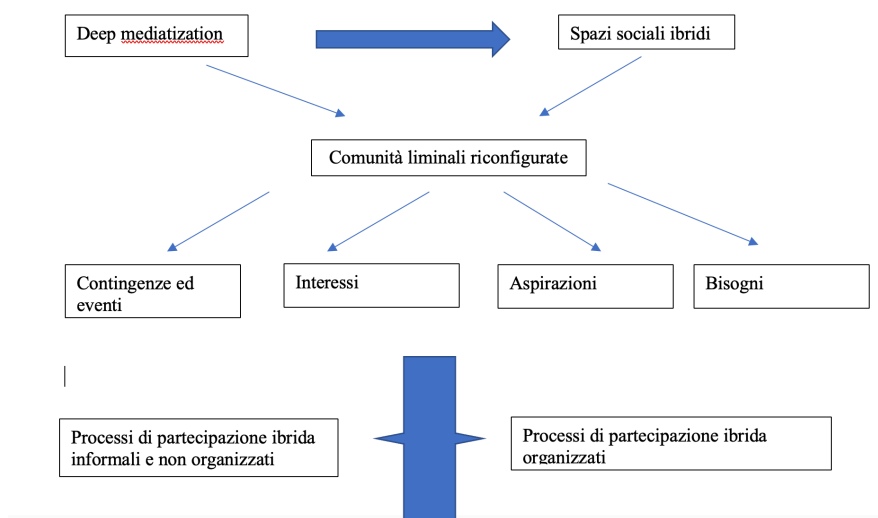 Deep mediatization
Spazi sociali ibridi
Comunità liminali riconfigurate
Contingenze ed
eventi
Interessi
Aspirazioni
Bisogni
Processi di partecipazione ibrida
informali e non organizzati
Processi di partecipazione ibrida
organizzati